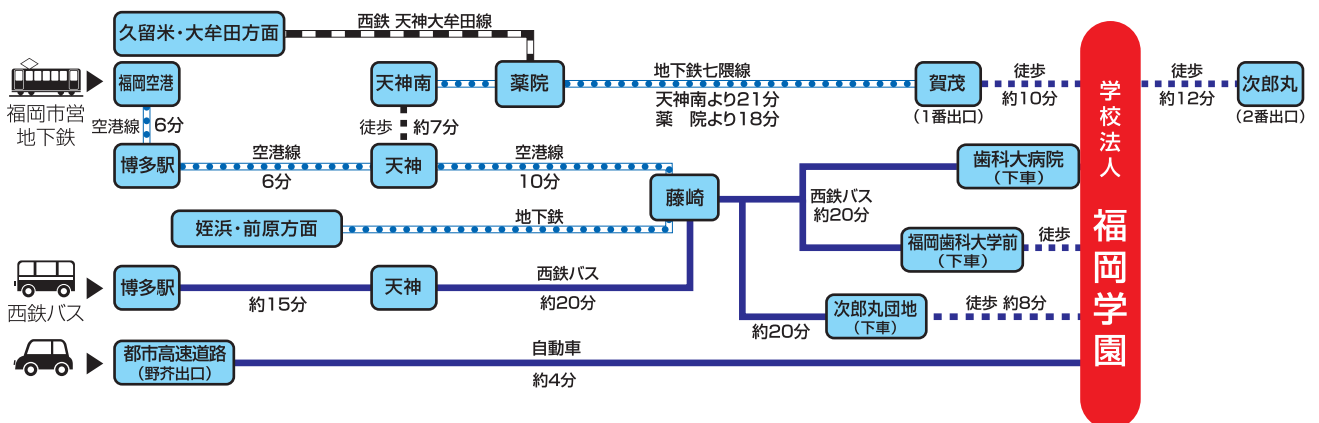 久留米・大牟田方面
西鉄 天神大牟田線
福岡市営
地下鉄
福岡空港
空港線
6分
天神南
徒歩
約7分
薬院
地下鉄七隈線
天神南より21分
薬　院より18分
賀茂
(1番出口)
徒歩
約10分
徒歩
約12分
次郎丸
(2番出口)
博多駅
空港線
6分
天神
空港線
10分
藤崎
姪浜・前原方面
地下鉄
西鉄バス
約20分
歯科大病院
(下車)
福岡歯科大学前
(下車)
徒歩
約20分
次郎丸団地
(下車)
徒歩 約8分
西鉄バス
博多駅
約15分
天神
西鉄バス
約20分
都市高速道路
(野芥出口)
自動車
約4分
学校法人 福岡学園